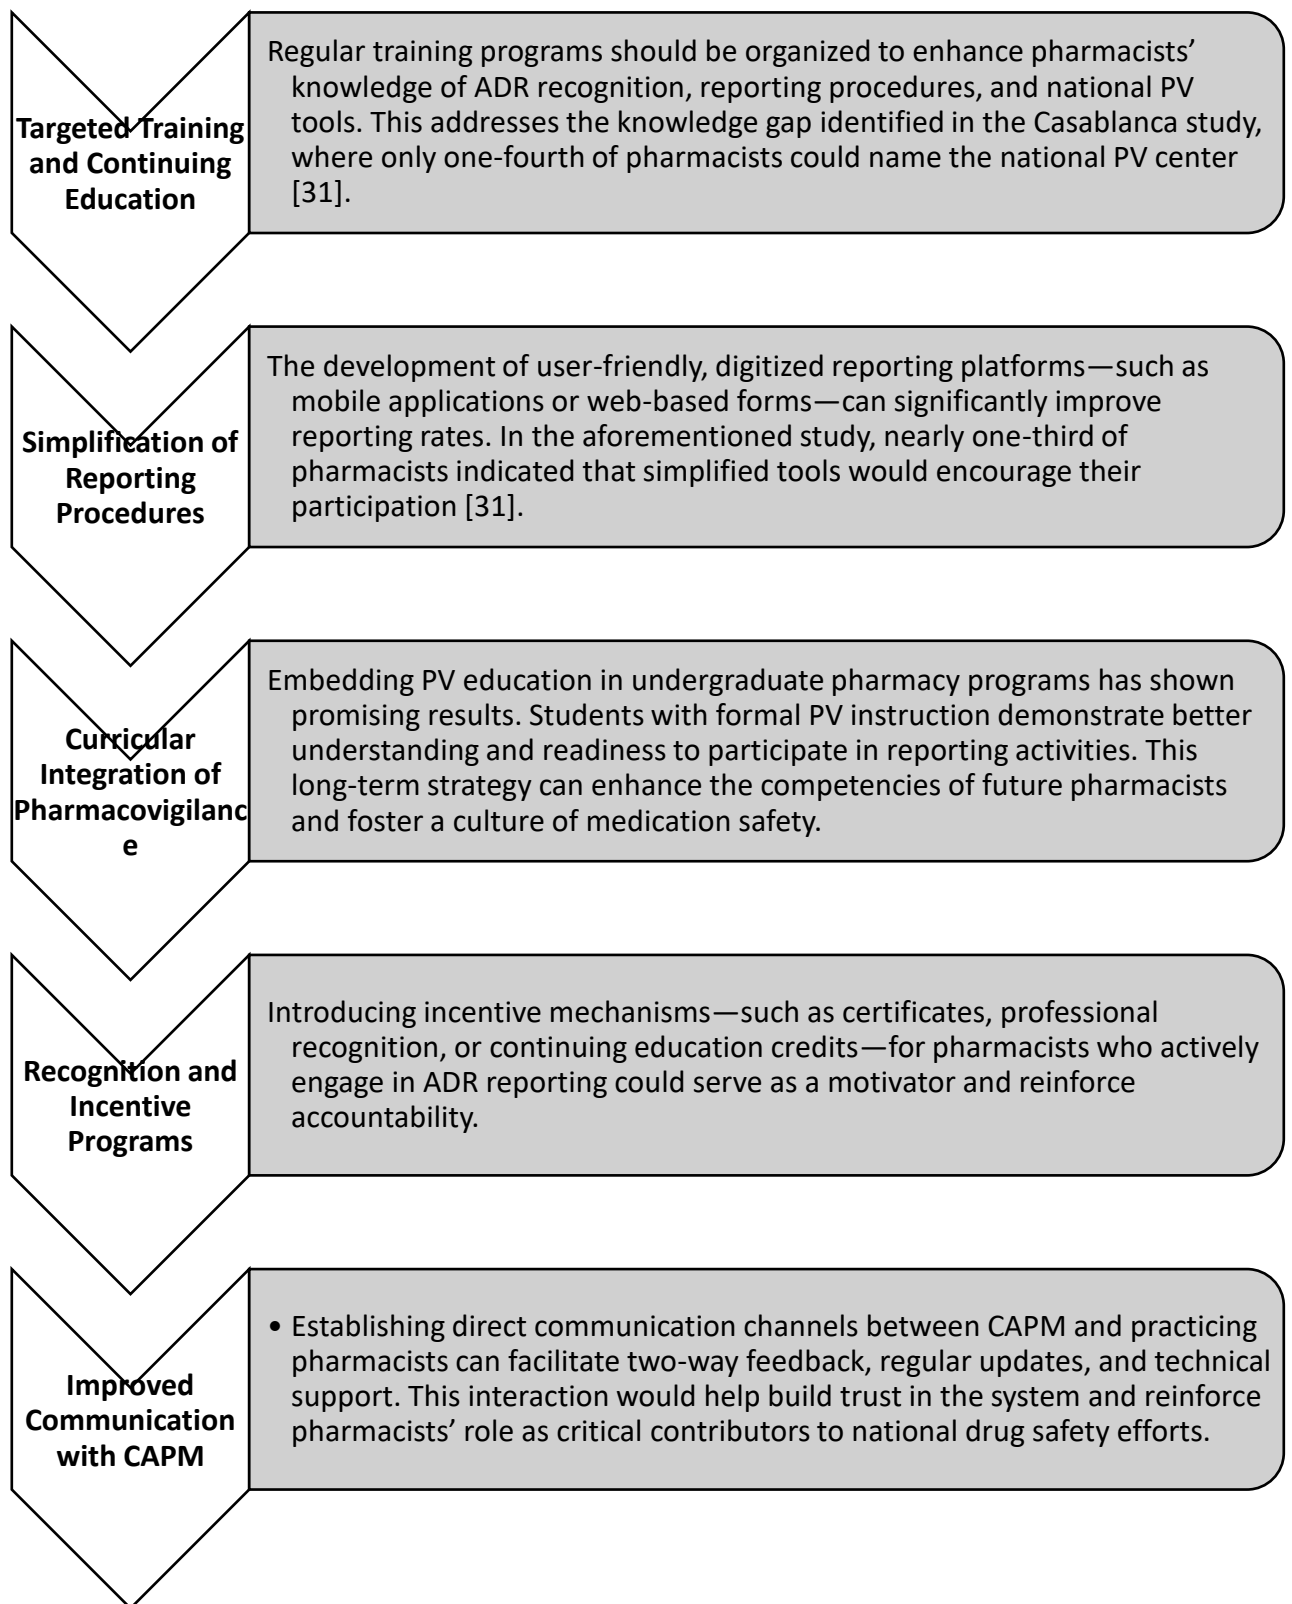 Targeted Training
and Continuing
Education
Regular training programs should be organized to enhance pharmacists’
knowledge of ADR recognition, reporting procedures, and national PV
tools. This addresses the knowledge gap identified in the Casablanca study,
where only one-fourth of pharmacists could name the national PV center
[31].
Simplification of
Reporting
Procedures
The development of user-friendly, digitized reporting platforms—such as
mobile applications or web-based forms—can significantly improve
reporting rates. In the aforementioned study, nearly one-third of
pharmacists indicated that simplified tools would encourage their
participation [31].
Curricular
Integration of
Pharmacovigilanc
e
Embedding PV education in undergraduate pharmacy programs has shown
promising results. Students with formal PV instruction demonstrate better
understanding and readiness to participate in reporting activities. This
long-term strategy can enhance the competencies of future pharmacists
and foster a culture of medication safety.
Recognition and
Incentive
Programs
Introducing incentive mechanisms—such as certificates, professional
recognition, or continuing education credits—for pharmacists who actively
engage in ADR reporting could serve as a motivator and reinforce
accountability.
Improved
Communication
with CAPM
• Establishing direct communication channels between CAPM and practicing
pharmacists can facilitate two-way feedback, regular updates, and technical
support. This interaction would help build trust in the system and reinforce
pharmacists’ role as critical contributors to national drug safety efforts.